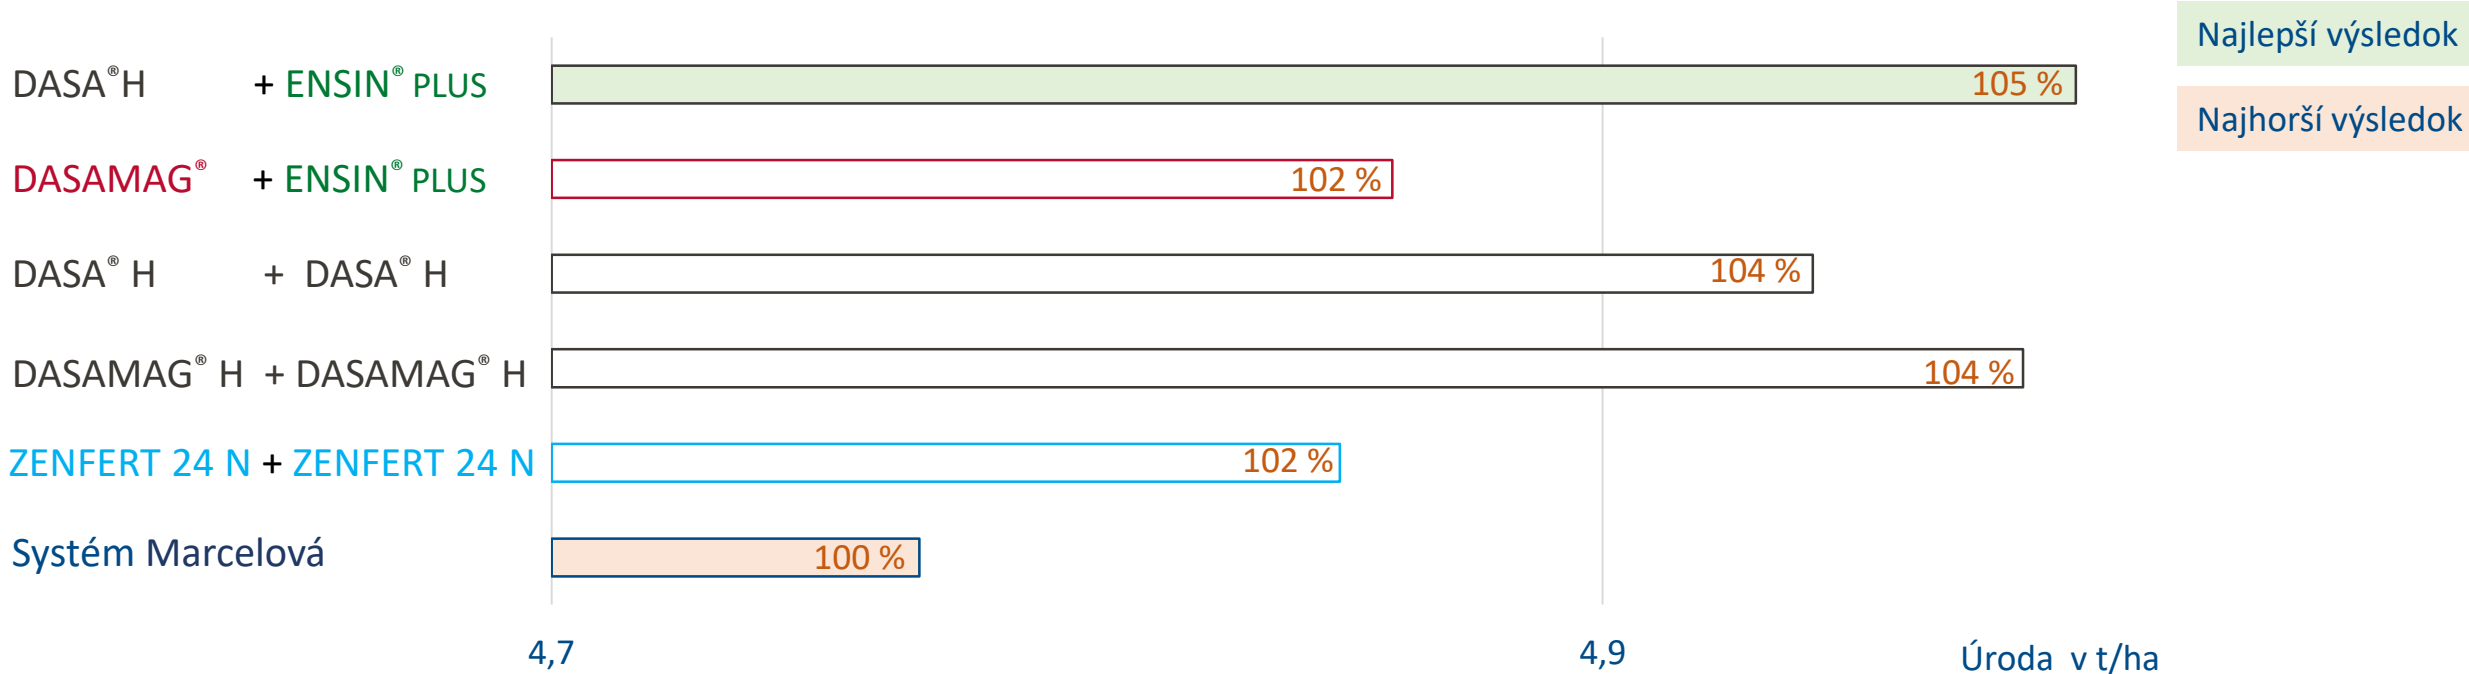 Najlepší výsledok
DASA®H + ENSIN® PLUS 105 %
Najhorší výsledok
DASAMAG® + ENSIN® PLUS 102 %
DASA® H + DASA® H 104 %
DASAMAG® H + DASAMAG® H 104 %
ZENFERT 24 N + ZENFERT 24 N 102 %
Systém Marcelová 100 %
4,7 4,9 Úroda v t/ha